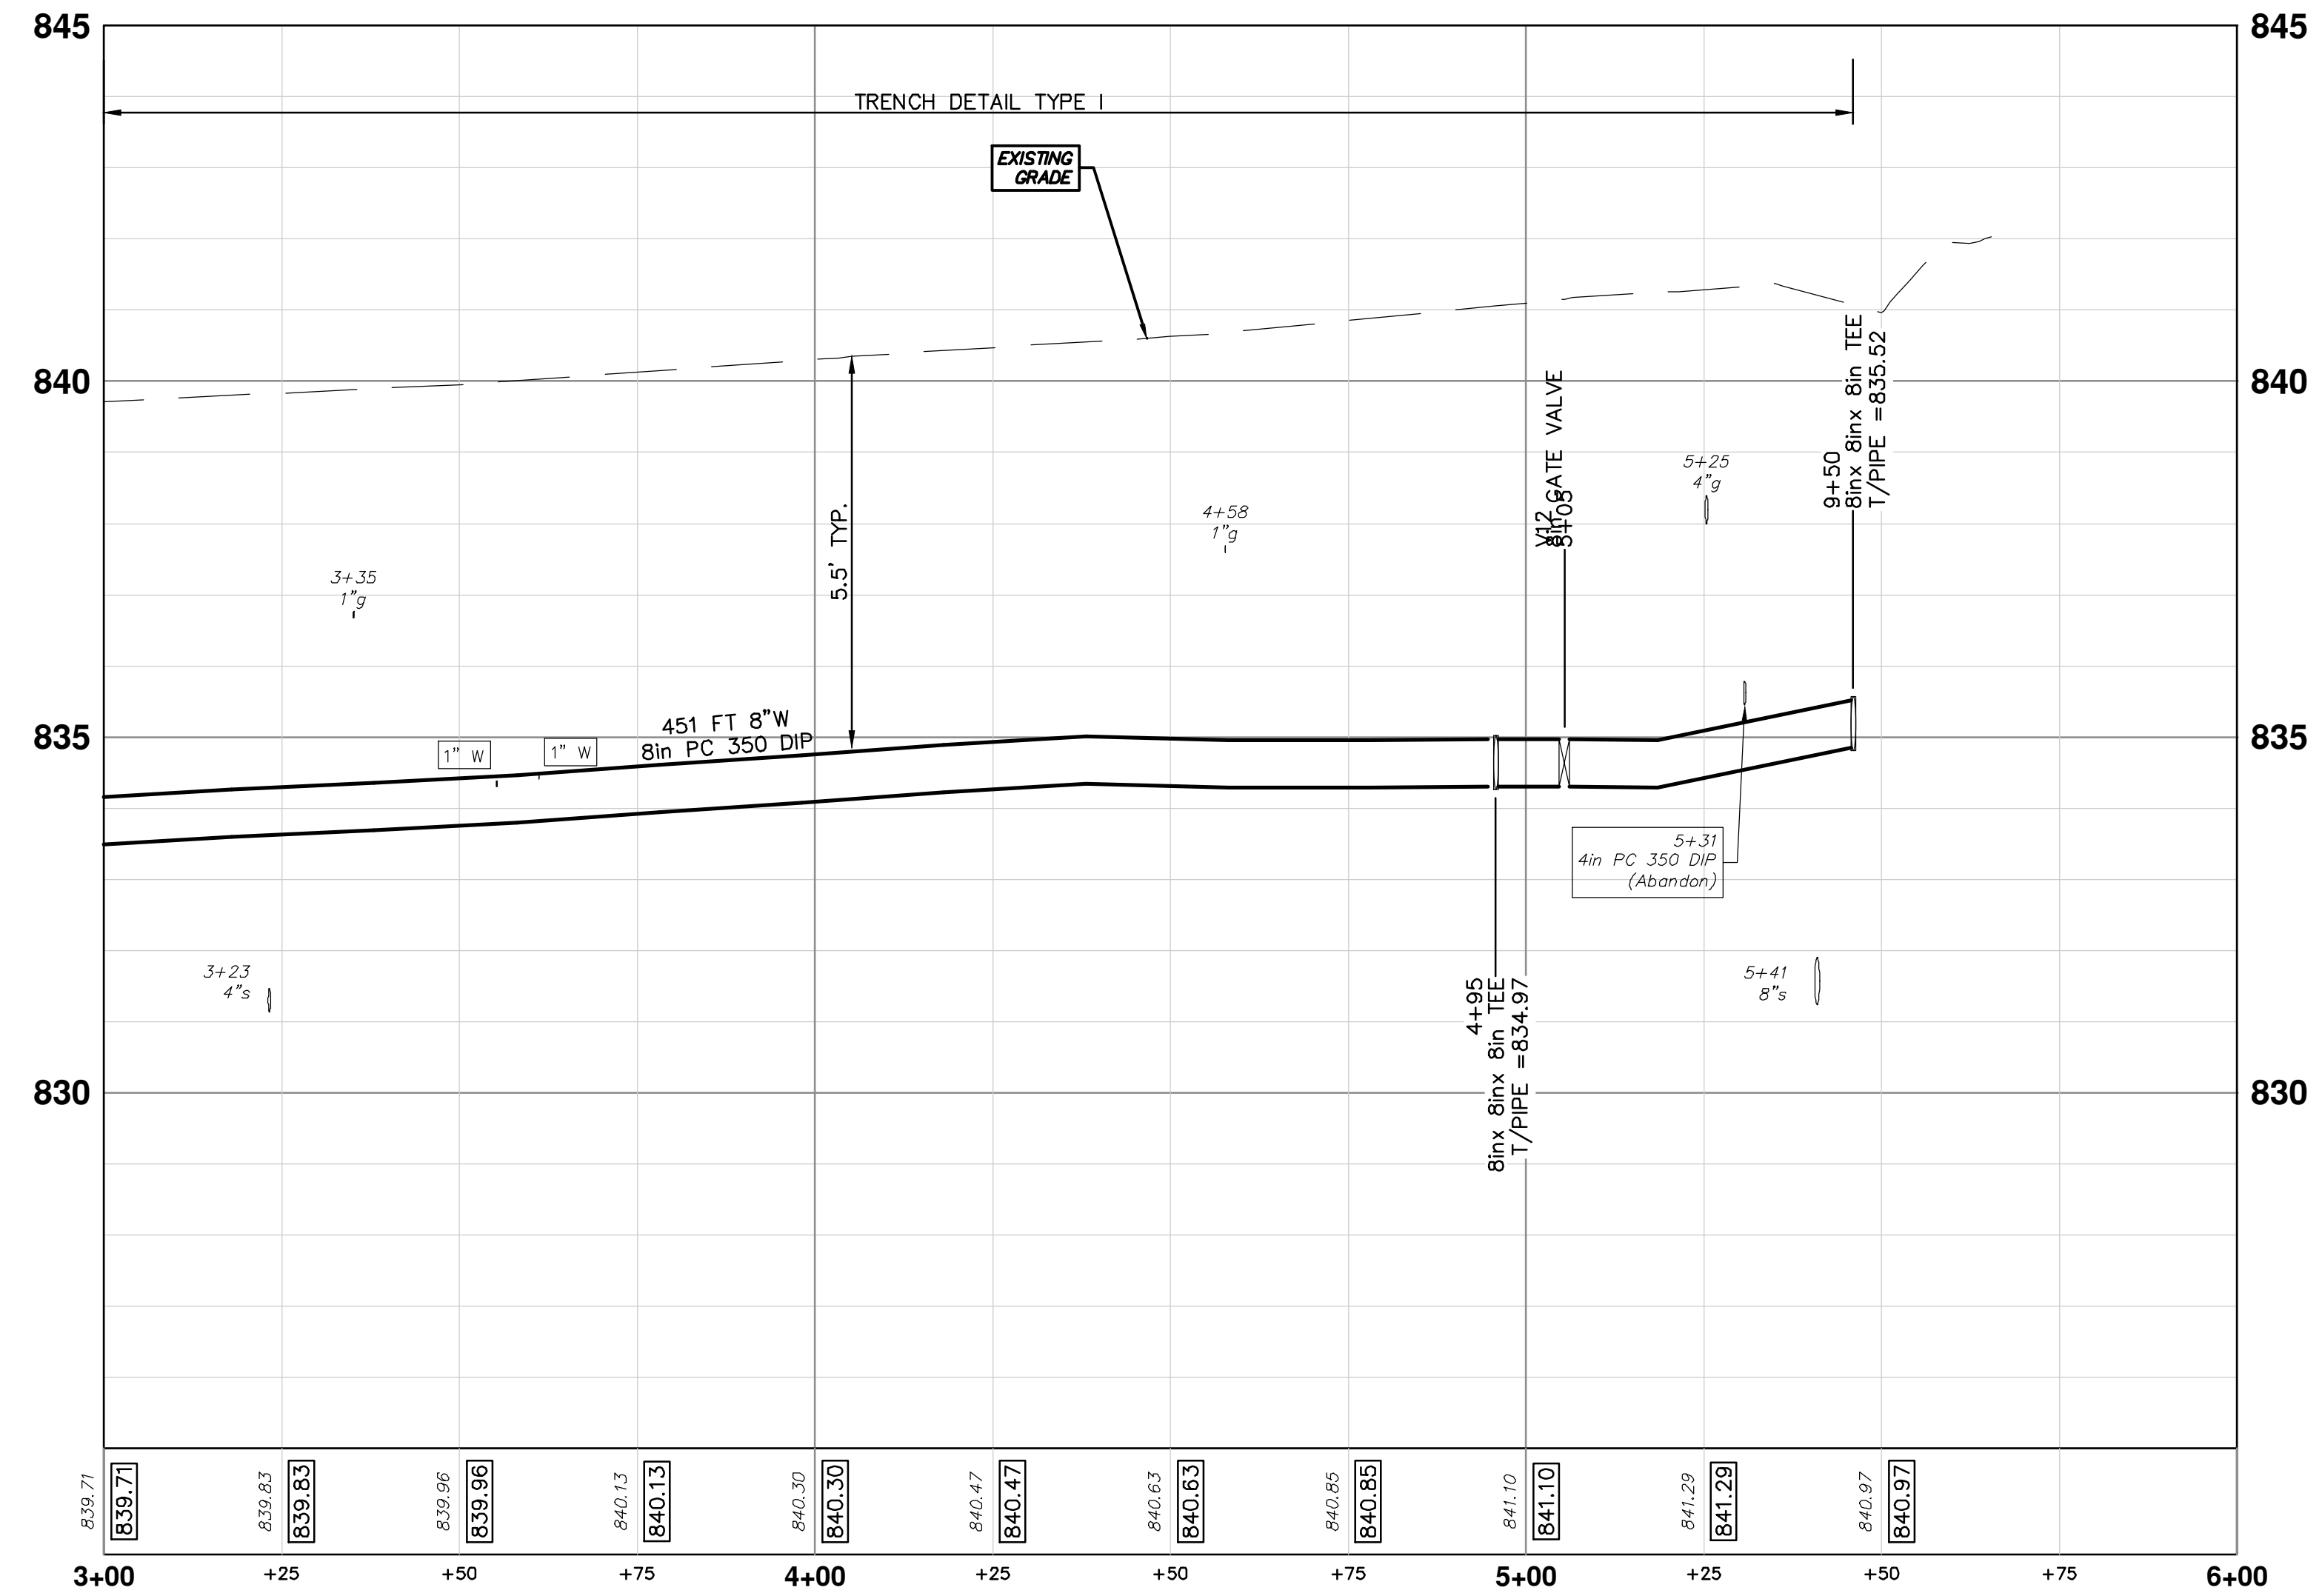 845
845
TRENCH DETAIL TYPE I
EXISTING
GRADE
840
840
8in GATE VALVE
V12
5+05
9+50
8inx 8inx 8in TEE
T/PIPE =835.52
5+25
4"g
4+58
1"g
5.5' TYP.
3+35
1"g
835
835
451 FT 8"W
8in PC 350 DIP
1" W
1" W
5+31
4in PC 350 DIP
(Abandon)
3+23
4"s
5+41
8"s
4+95
8inx 8inx 8in TEE
T/PIPE =834.97
830
830
839.71
839.71
839.83
839.83
839.96
839.96
840.13
840.13
840.30
840.30
840.47
840.47
840.63
840.63
840.85
840.85
841.10
841.10
841.29
841.29
840.97
840.97
3+00
+25
+50
+75
4+00
+25
+50
+75
5+00
+25
+50
+75
6+00